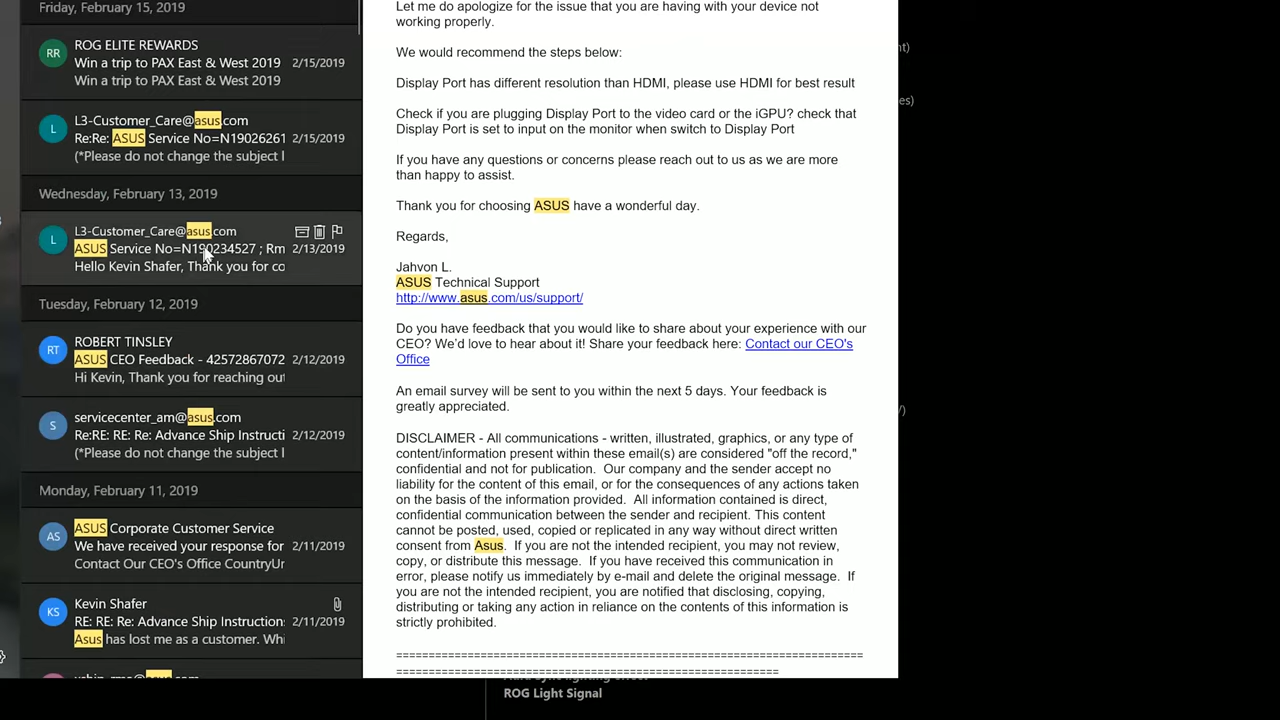 Friday, February 15, 2019
RR
ROG ELITE REWARDS
Win a trip to PAX East & West 2019 2/15/2019
Win a trip to PAX East & West 2019
L
L3-Customer_Care@asus.com
Re:Re: ASUS Service No=N19026261 2/15/2019
(*Please do not change the subject l
Wednesday, February 13, 2019
L
L3-Customer_Care@asus.com
ASUS Service No=N190234527 ; Rm 2/13/2019
Hello Kevin Shafer, Thank you for co
Tuesday, February 12, 2019
RT
ROBERT TINSLEY
ASUS CEO Feedback - 42572867072 2/12/2019
Hi Kevin, Thank you for reaching out
S
servicecenter_am@asus.com
Re:RE: RE: Re: Advance Ship Instructi 2/12/2019
(*Please do not change the subject l
Monday, February 11, 2019
AS
ASUS Corporate Customer Service
We have received your response for 2/11/2019
Contact Our CEO's Office CountryUr
KS
Kevin Shafer
RE: RE: Re: Advance Ship Instruction: 2/11/2019
Asus has lost me as a customer. Whi
Let me do apologize for the issue that you are having with your device not
working properly.
We would recommend the steps below:
Display Port has different resolution than HDMI, please use HDMI for best result
Check if you are plugging Display Port to the video card or the iGPU? check that
Display Port is set to input on the monitor when switch to Display Port
If you have any questions or concerns please reach out to us as we are more
than happy to assist.
Thank you for choosing ASUS have a wonderful day.
Regards,
Jahvon L.
ASUS Technical Support
http://www.asus.com/us/support/
Do you have feedback that you would like to share about your experience with our
CEO? We'd love to hear about it! Share your feedback here: Contact our CEO's
Office
An email survey will be sent to you within the next 5 days. Your feedback is
greatly appreciated.
DISCLAIMER - All communications - written, illustrated, graphics, or any type of
content/information present within these email(s) are considered "off the record,"
confidential and not for publication. Our company and the sender accept no
liability for the content of this email, or for the consequences of any actions taken
on the basis of the information provided. All information contained is direct,
confidential communication between the sender and recipient. This content
cannot be posted, used, copied or replicated in any way without direct written
consent from Asus. If you are not the intended recipient, you may not review,
copy, or distribute this message. If you have received this communication in
error, please notify us immediately by e-mail and delete the original message. If
you are not the intended recipient, you are notified that disclosing, copying,
distributing or taking any action in reliance on the contents of this information is
strictly prohibited.
ROG Light Signal